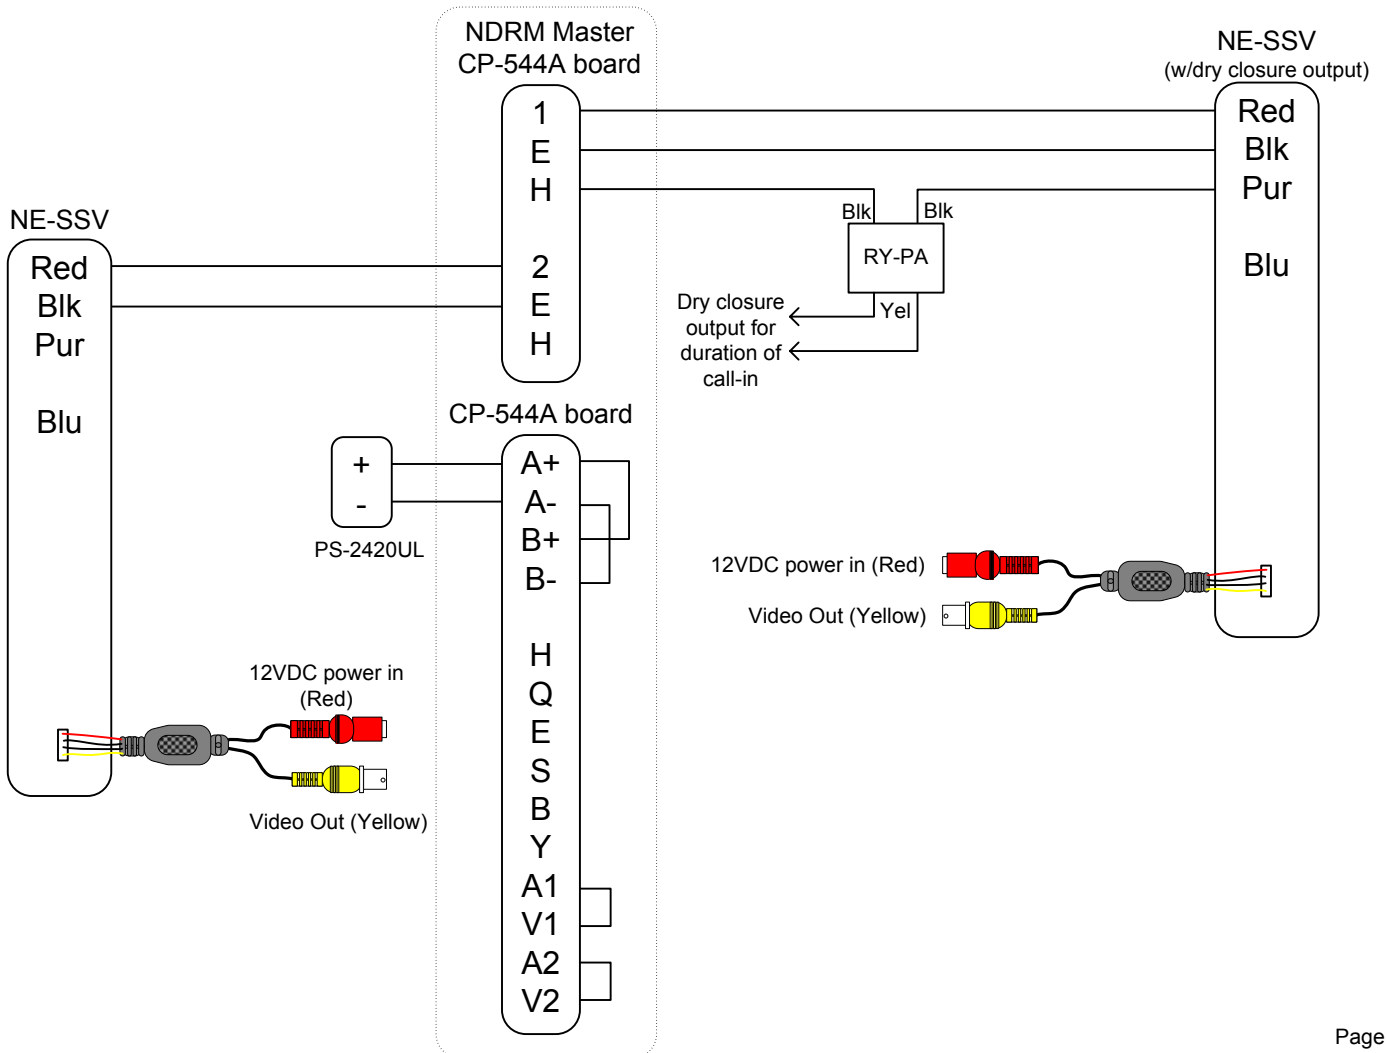 NDRM Master
CP-544A board
1
E
H
2
E
H
NE-SSV
(w/dry closure output)
Red
Blk
Pur
Blu
Blk
Blk
RY-PA
Yel
Dry closure
output for
duration of
call-in
NE-SSV
Red
Blk
Pur
Blu
CP-544A board
A+
A-
B+
B-
H
Q
E
S
B
Y
A1
V1
A2
V2
+
-
PS-2420UL
12VDC power in (Red)
Video Out (Yellow)
12VDC power in
(Red)
Video Out (Yellow)
Page